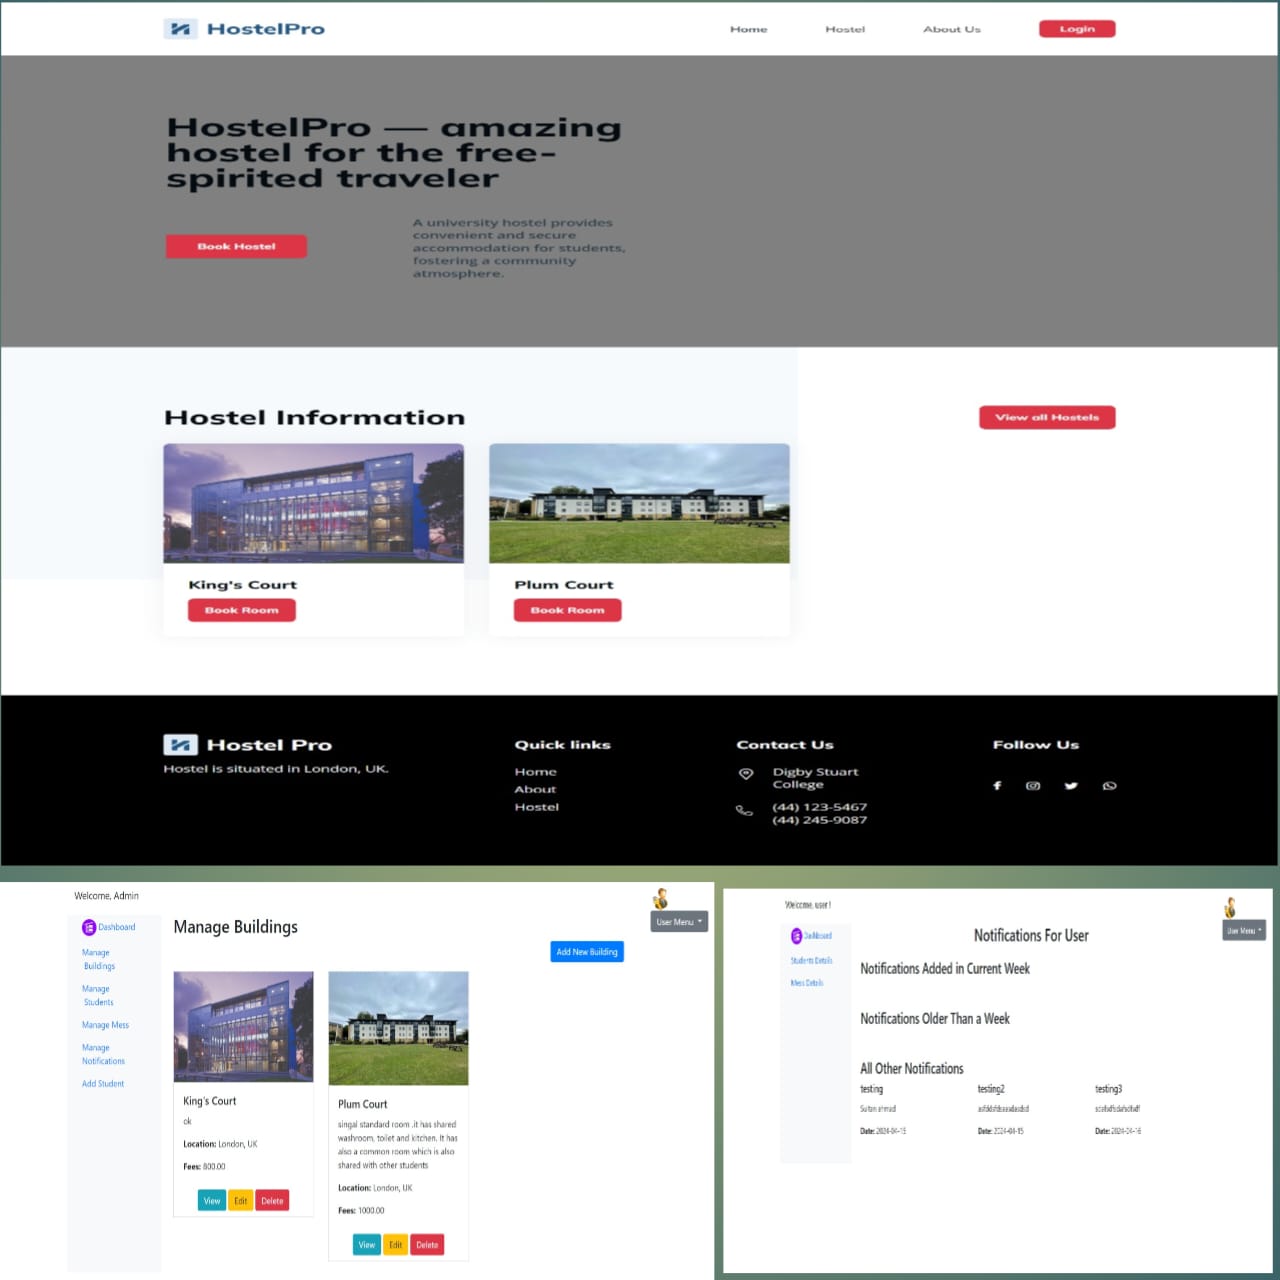 HostelPro
Home
Hostel
About Us
Login
HostelPro — amazing
hostel for the free-
spirited traveler
Book Hostel
A university hostel provides
convenient and secure
accommodation for students,
fostering a community
atmosphere.
Hostel Information
View all Hostels
King's Court
Book Room
Plum Court
Book Room
Hostel Pro
Hostel is situated in London, UK.
Quick links
Home
About
Hostel
Contact Us
Digby Stuart
College
(44) 123-5467
(44) 245-9087
Follow Us
Welcome, Admin
User Menu
Dashboard
Manage
Buildings
Manage
Students
Manage Mess
Manage
Notifications
Add Student
Manage Buildings
Add New Building
King's Court
ok
Location: London, UK
Fees: 800.00
View
Edit
Delete
Plum Court
singal standard room .it has shared
washroom, toilet and kitchen. It has
also a common room which is also
shared with other students
Location: London, UK
Fees: 1000.00
View
Edit
Delete
Welcome, user !
User Menu
Dashboard
Students Details
Mess Details
Notifications For User
Notifications Added in Current Week
Notifications Older Than a Week
All Other Notifications
testing
Sultan ahmad
Date: 2024-04-15
testing2
Date: 2024-04-15
testing3
Date: 2024-04-16